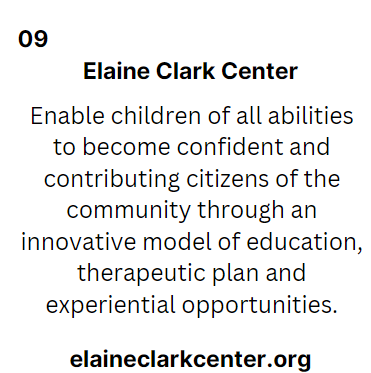 09
Elaine Clark Center
Enable children of all abilities
to become confident and
contributing citizens of the
community through an
innovative model of education,
therapeutic plan and
experiential opportunities.
elaineclarkcenter.org